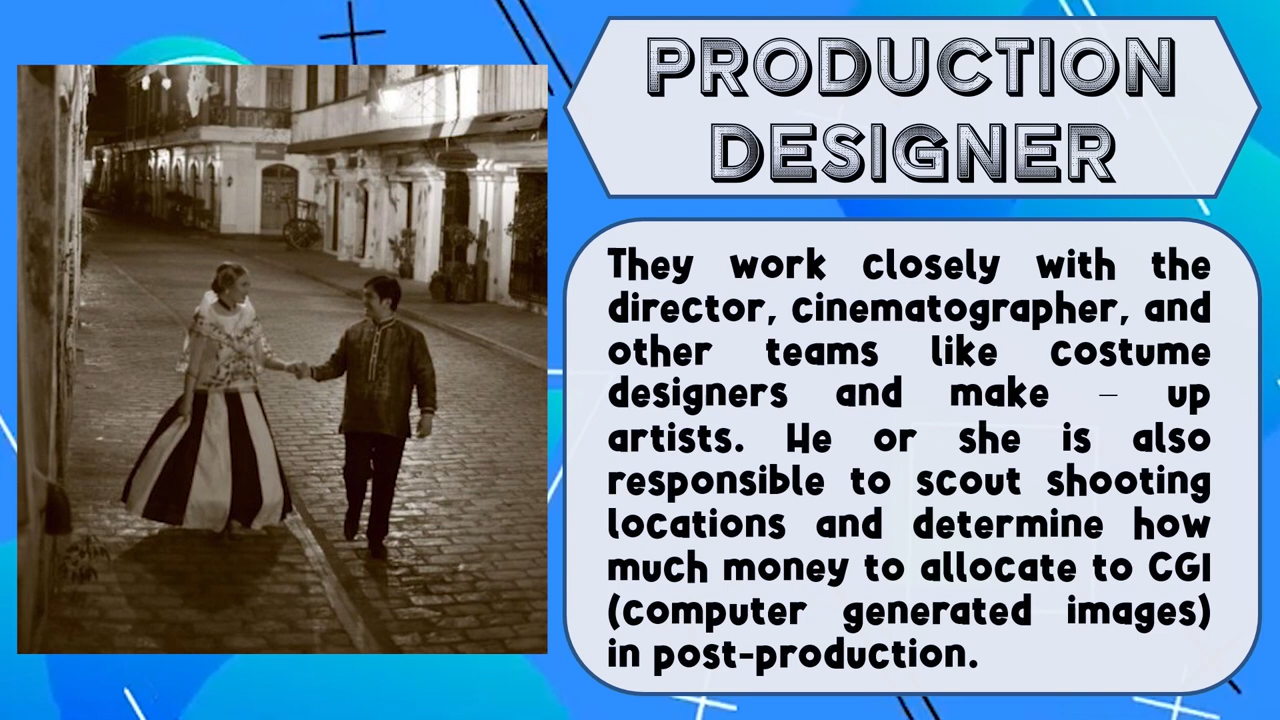 PRODUCTION
DESIGNER
They work closely with the
director, cinematographer, and
other teams like costume
designers and make – up
artists. He or she is also
responsible to scout shooting
locations and determine how
much money to allocate to CGI
(computer generated images)
in post-production.